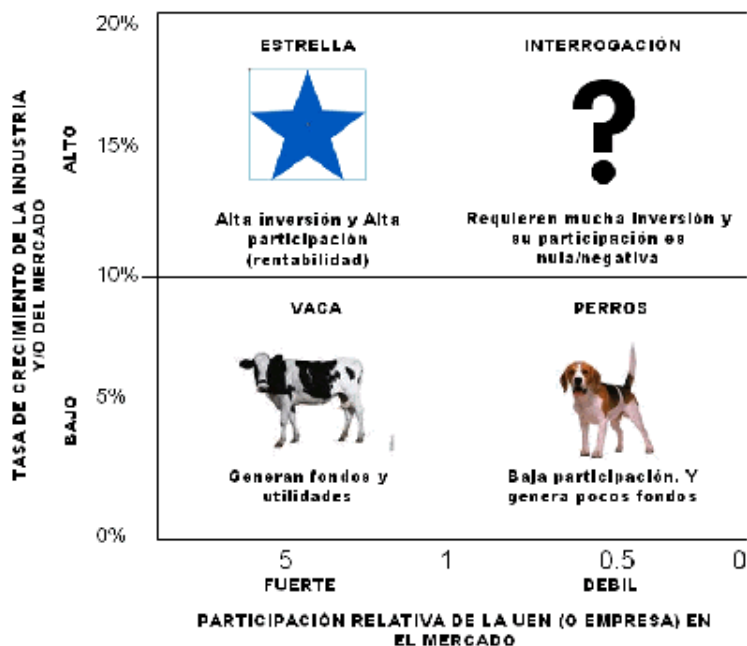 TASA DE CRECIMIENTO DE LA INDUSTRIA
Y/O DEL MERCADO
ALTO
BAJO
20%
15%
10%
5%
0%
ESTRELLA
Alta inversión y Alta
participación
(rentabilidad)
INTERROGACIÓN
?
Requieren mucha inversión y
su participación es
nula/negativa
VACA
Generan fondos y
utilidades
PERROS
Baja participación. Y
genera pocos fondos
5
1
0.5
0
FUERTE
DEBIL
PARTICIPACIÓN RELATIVA DE LA UEN (O EMPRESA) EN
EL MERCADO